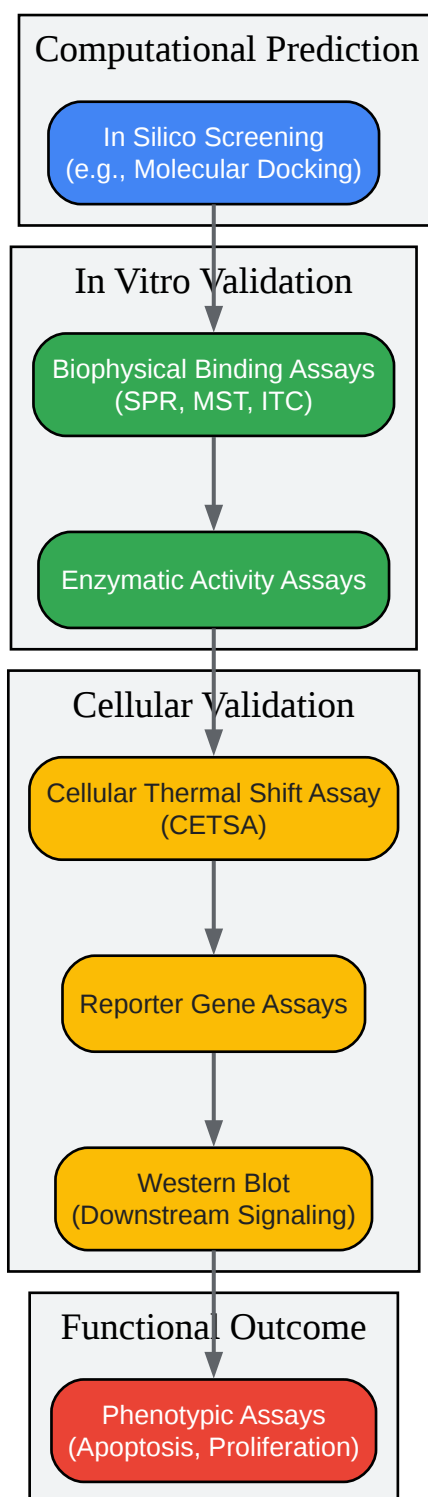 Computational Prediction
In Silico Screening
(e.g., Molecular Docking)
In Vitro Validation
Biophysical Binding Assays
(SPR, MST, ITC)
Enzymatic Activity Assays
Cellular Validation
Cellular Thermal Shift Assay
(CETSA)
Reporter Gene Assays
Western Blot
(Downstream Signaling)
Functional Outcome
Phenotypic Assays
(Apoptosis, Proliferation)